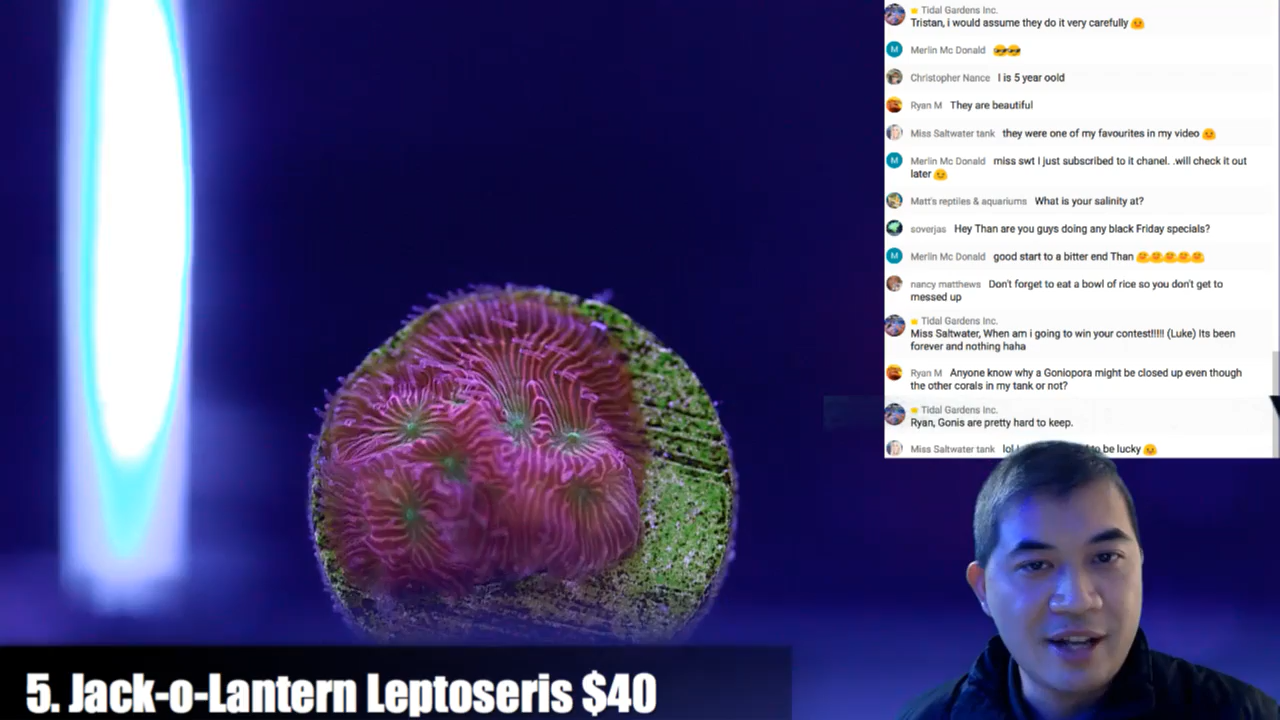 Tidal Gardens Inc.
Tristan, i would assume they do it very carefully
Merlin Mc Donald
Christopher Nance I is 5 year oold
Ryan M They are beautiful
Miss Saltwater tank they were one of my favourites in my video
M Merlin Mc Donald miss swt I just subscribed to it chanel. .will check it out
later
Matt's reptiles & aquariums What is your salinity at?
soverjas Hey Than are you guys doing any black Friday specials?
M Merlin Mc Donald good start to a bitter end Than
nancy matthews Don't forget to eat a bowl of rice so you don't get to
messed up
Tidal Gardens Inc.
Miss Saltwater, When am i going to win your contest!!!!! (Luke) Its been
forever and nothing haha
Ryan M Anyone know why a Goniopora might be closed up even though
the other corals in my tank or not?
Tidal Gardens Inc.
Ryan, Gonis are pretty hard to keep.
Miss Saltwater tank lol to be lucky
5. Jack-o-Lantern Leptoseris $40